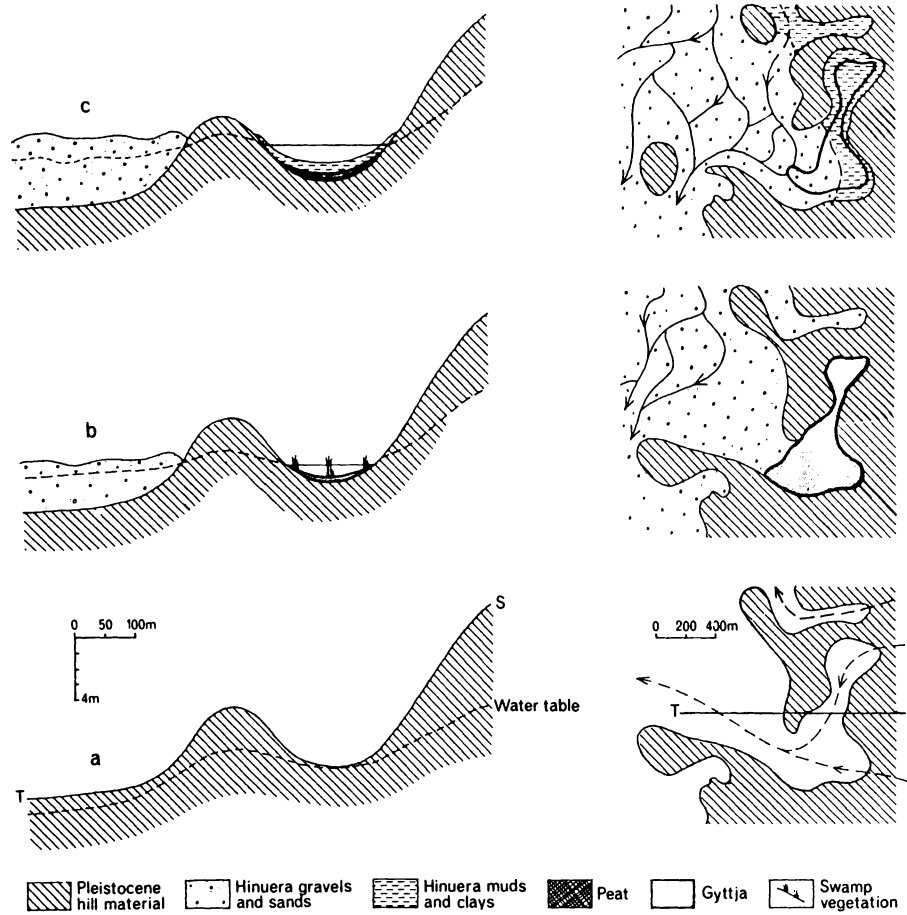 c
b
0 50 100m
4m
S
Water table
a
T
0 200 400m
T
Pleistocene
hill material
Hinuera gravels
and sands
Hinuera muds
and clays
Peat
Gyttja
Swamp
vegetation